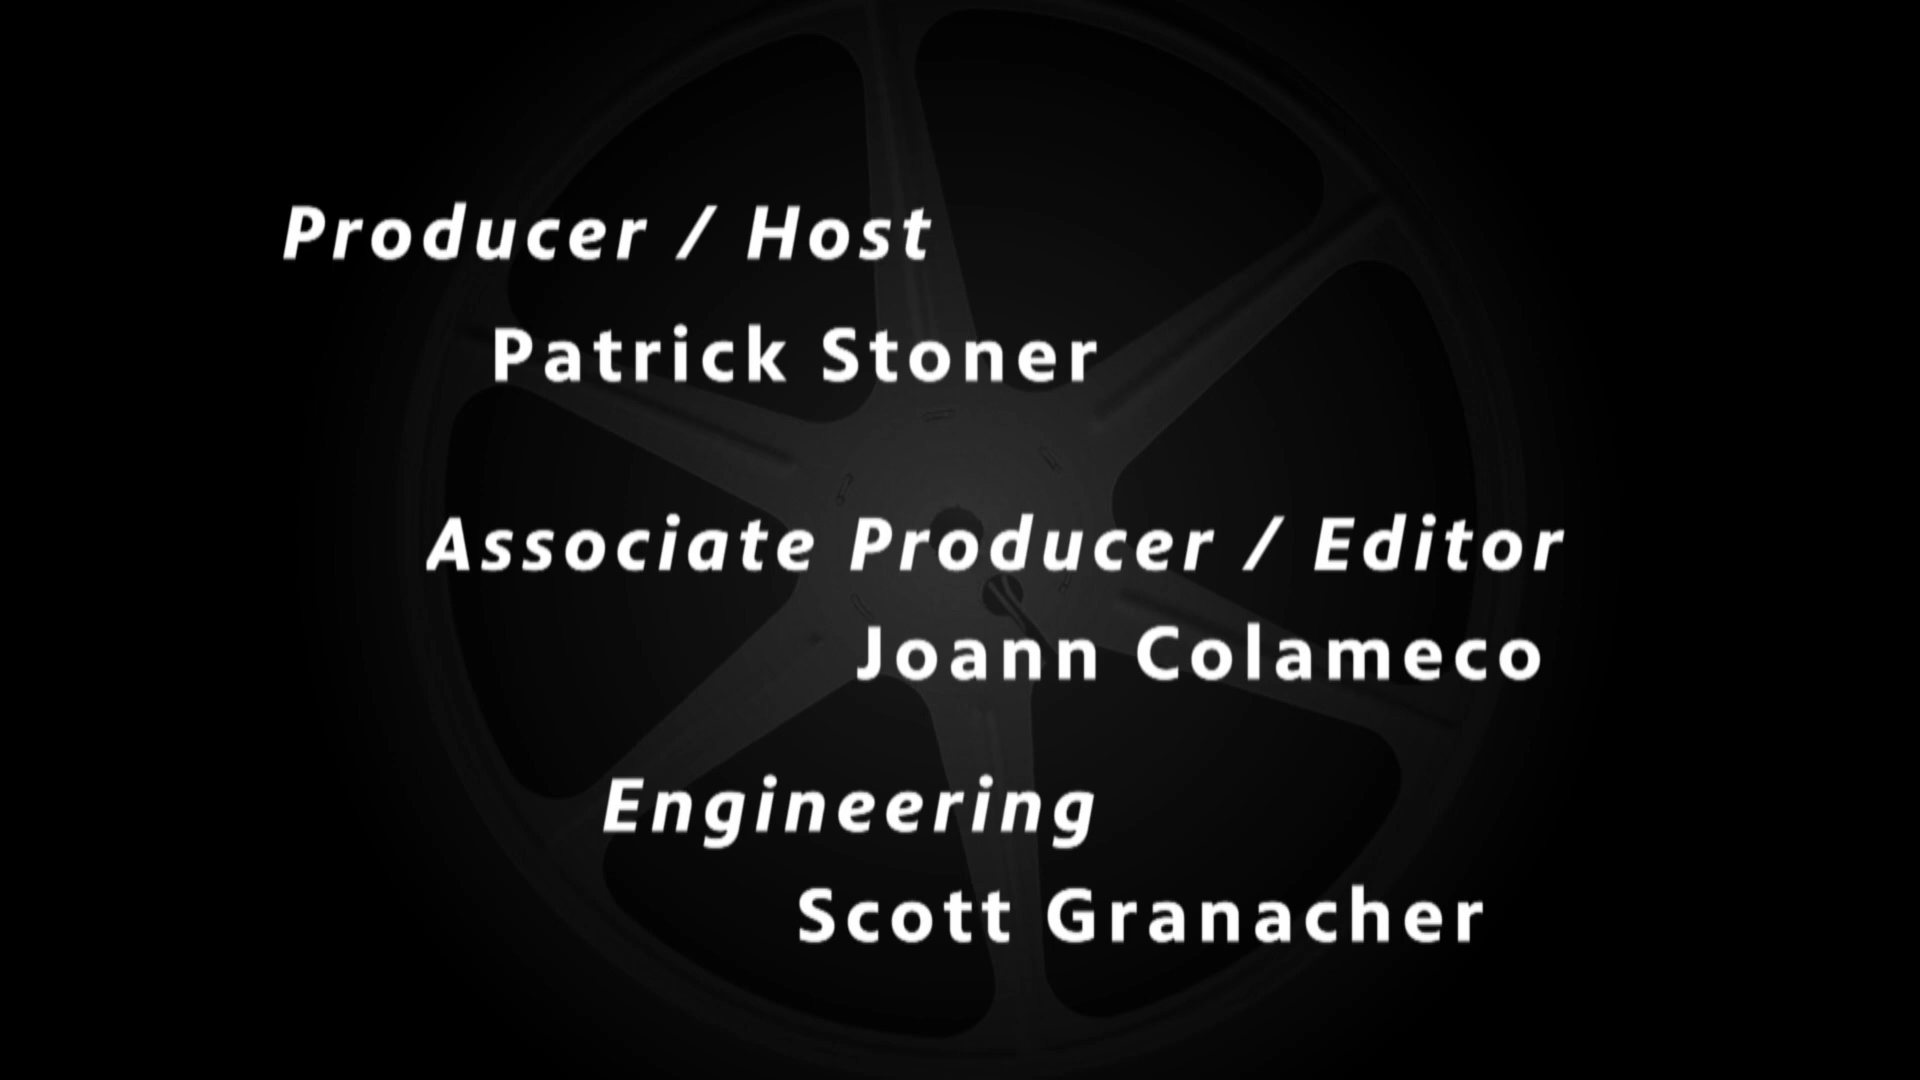 Producer / Host
Patrick Stoner
Associate Producer / Editor
Joann Colameco
Engineering
Scott Granacher